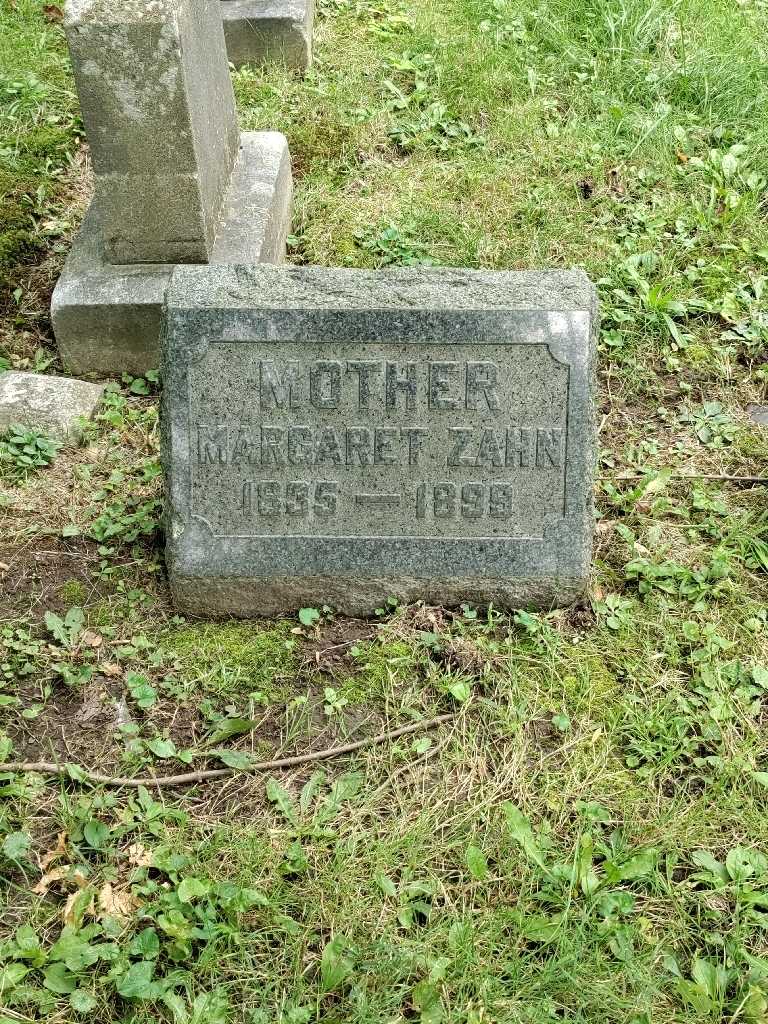 MOTHER
MARGARET ZAHN
1835 — 1899